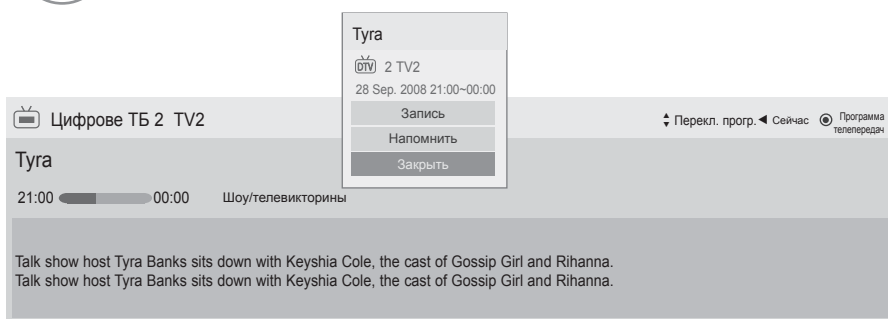 Tyra
DTV 2 TV2
28 Sep. 2008 21:00~00:00
Запись
Напомнить
Закрыть
Цифрове ТБ 2 TV2
Перекл. прогр. Сейчас Программа
телепередач
Tyra
21:00 00:00 Шоу/телевикторины
Talk show host Tyra Banks sits down with Keyshia Cole, the cast of Gossip Girl and Rihanna.
Talk show host Tyra Banks sits down with Keyshia Cole, the cast of Gossip Girl and Rihanna.